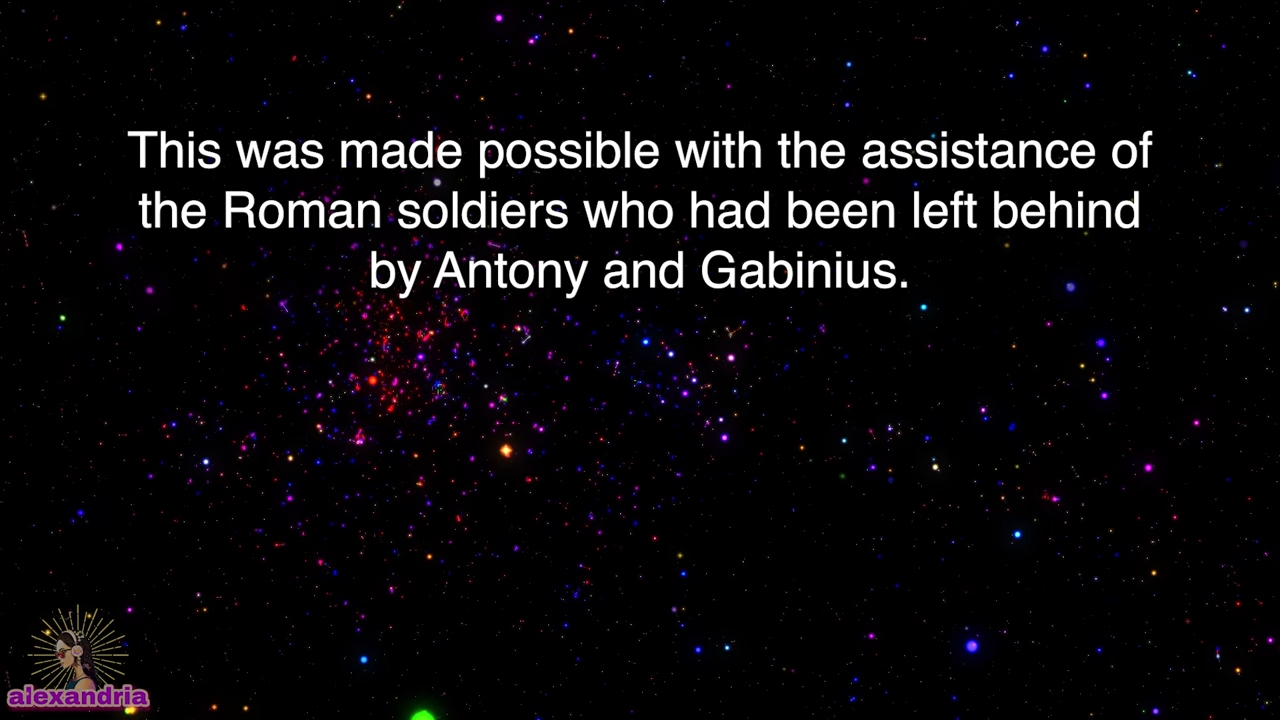 This was made possible with the assistance of
the Roman soldiers who had been left behind
by Antony and Gabinius.
alexandria